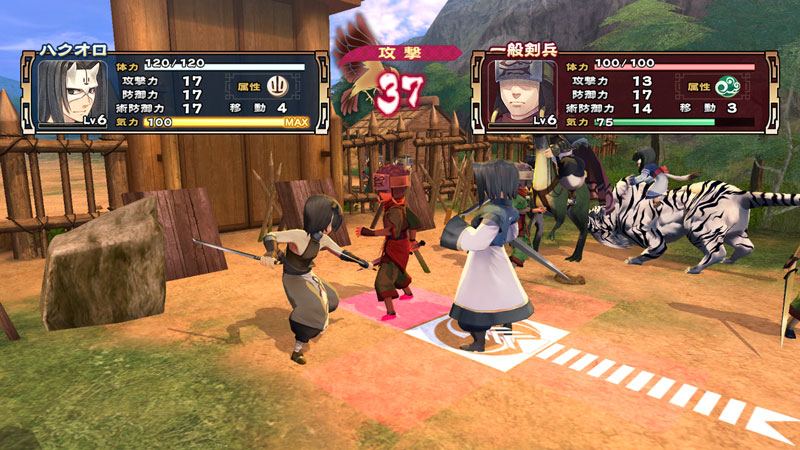 ハクオロ
体力 120/120
攻撃力 17
防御力 17
術防御力 17
属性
移動 4
Lv6
気力 100 MAX
攻撃
37
一般剣兵
体力 100/100
攻撃力 13
防御力 17
術防御力 14
属性
移動 3
Lv6
気力 75